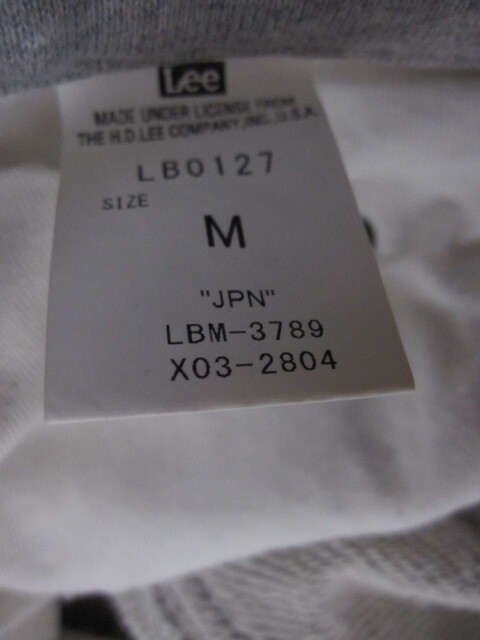 Lee
MADE UNDER LICENSE FROM
THE H.D.LEE COMPANY,INC.,U.S.A.
LB0127
SIZE
M
"JPN"
LBM-3789
X03-2804